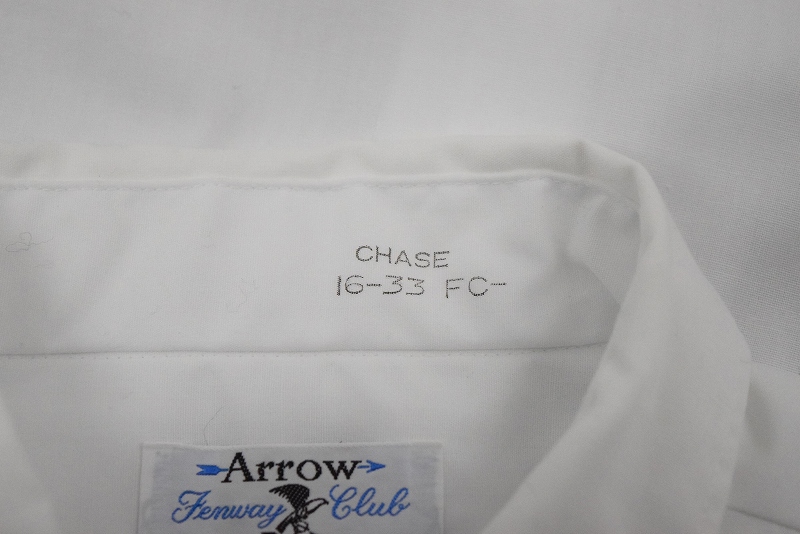 CHASE
16-33 FC-
Arrow
Fenway Club